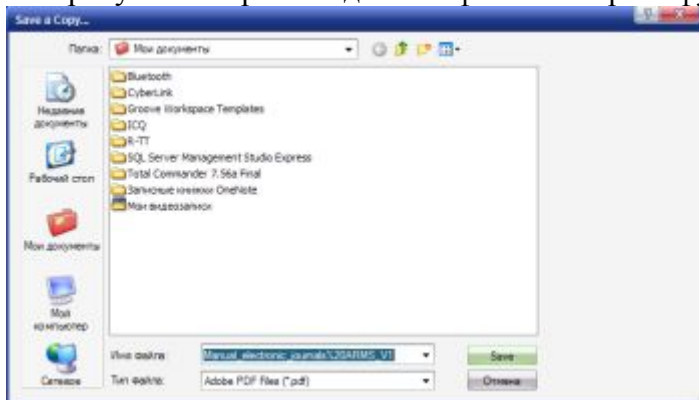 Save a Copy...
Папка: Мои документы
Bluetooth
CyberLink
Groove Workspace Templates
ICQ
R-TT
SQL Server Management Studio Express
Total Commander 7.56a Final
Записные книжки OneNote
Мои видеозаписи
Недавние документы
Рабочий стол
Мои документы
Мой компьютер
Сетевое
Имя файла: Manual_electronic_journals%20ARMS_V1
Save
Тип файла: Adobe PDF Files (*.pdf)
Отмена